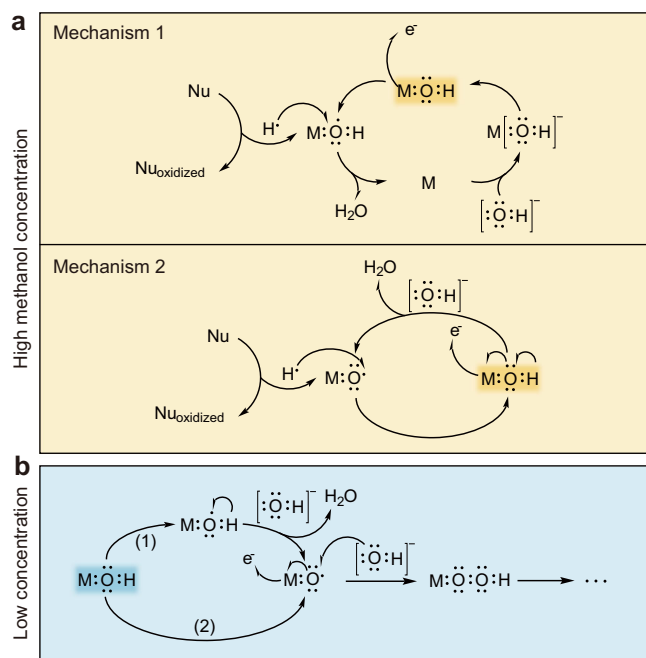 a
High methanol concentration
Mechanism 1
e⁻
Nu
M:Ö:H
H·
M:Ö:H
M[:Ö:H]⁻
Nuoxidized
M
H₂O
[:Ö:H]⁻
Mechanism 2
H₂O
[:Ö:H]⁻
Nu
e⁻
H·
M:Ö·
M:Ö:H
Nuoxidized
b
Low concentration
M:Ö:H
[:Ö:H]⁻
H₂O
(1)
[:Ö:H]⁻
e⁻
M:Ö:H
M:Ö·
M:Ö:Ö:H
···
(2)